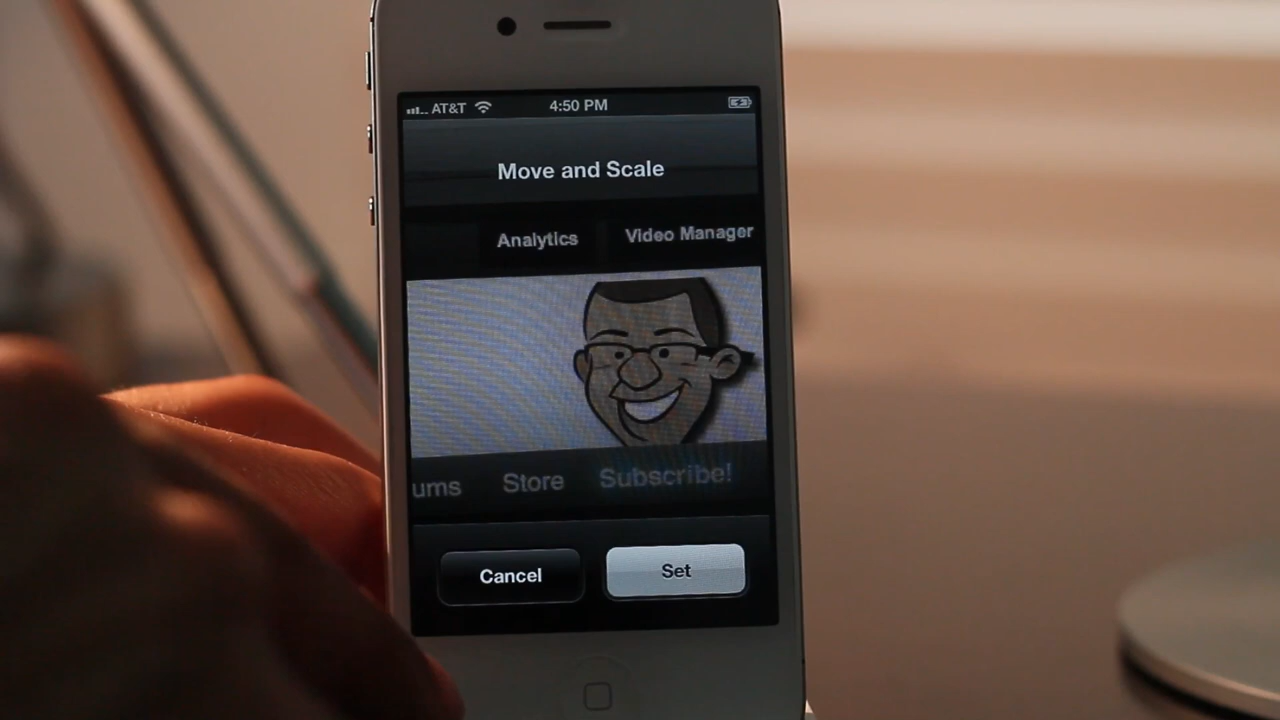 AT&T 4:50 PM
Move and Scale
Analytics Video Manager
ums Store Subscribe!
Cancel Set